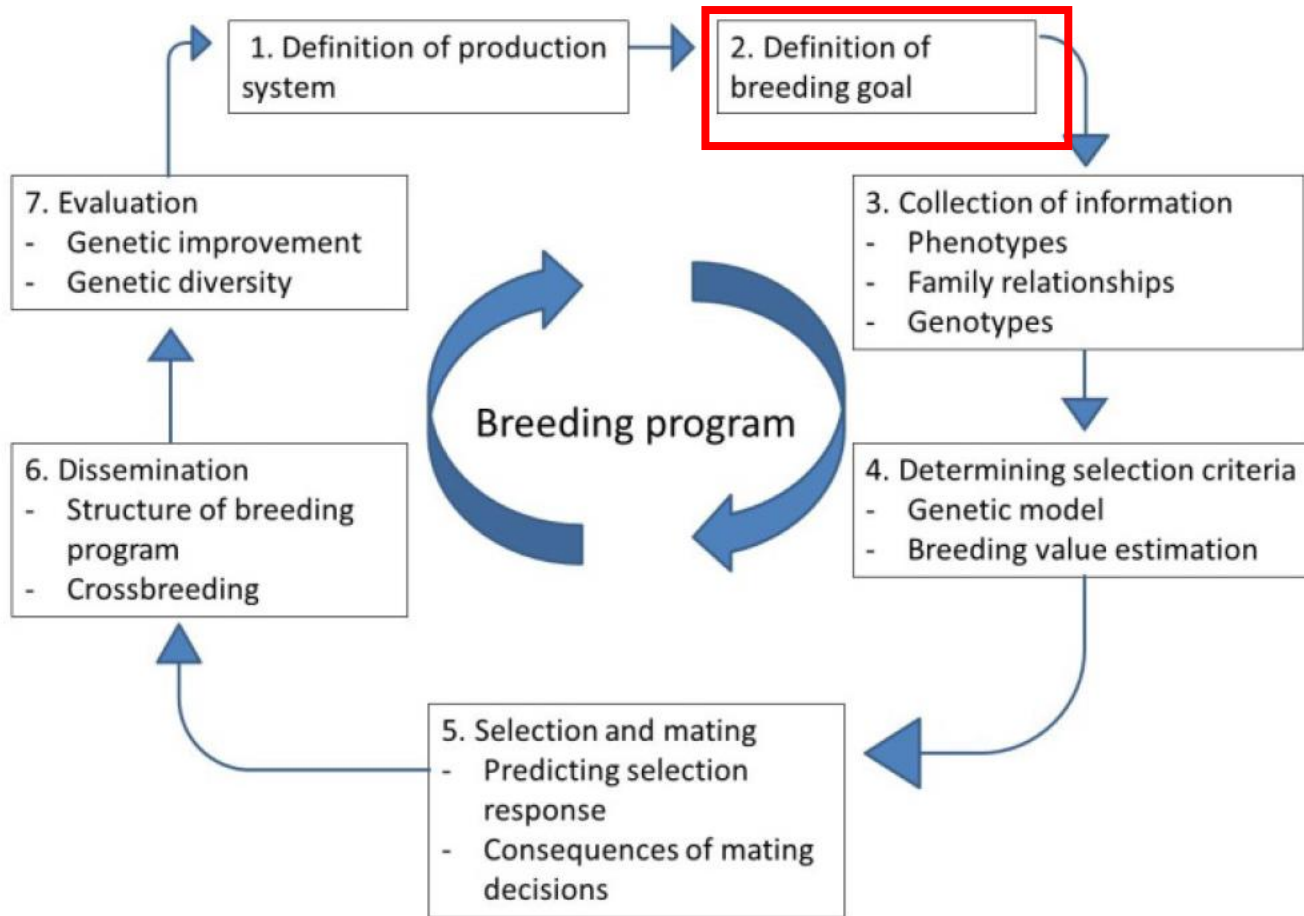 1. Definition of production
system
2. Definition of
breeding goal
3. Collection of information
- Phenotypes
- Family relationships
- Genotypes
4. Determining selection criteria
- Genetic model
- Breeding value estimation
5. Selection and mating
- Predicting selection
response
- Consequences of mating
decisions
6. Dissemination
- Structure of breeding
program
- Crossbreeding
7. Evaluation
- Genetic improvement
- Genetic diversity
Breeding program